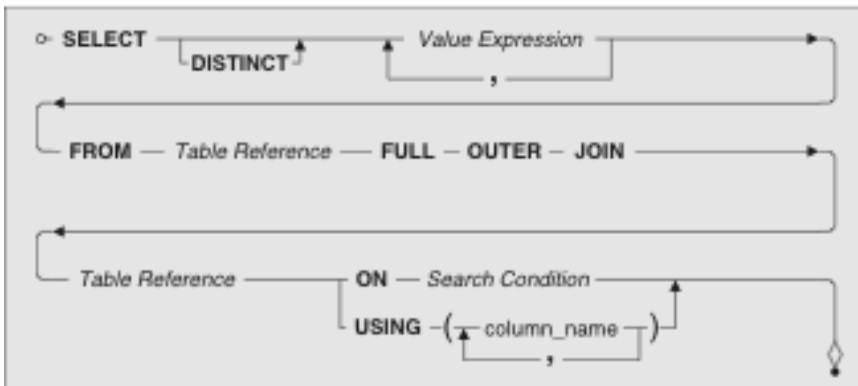 SELECT Value Expression
DISTINCT
,
FROM Table Reference FULL OUTER JOIN
Table Reference ON Search Condition
USING ( column_name )
,